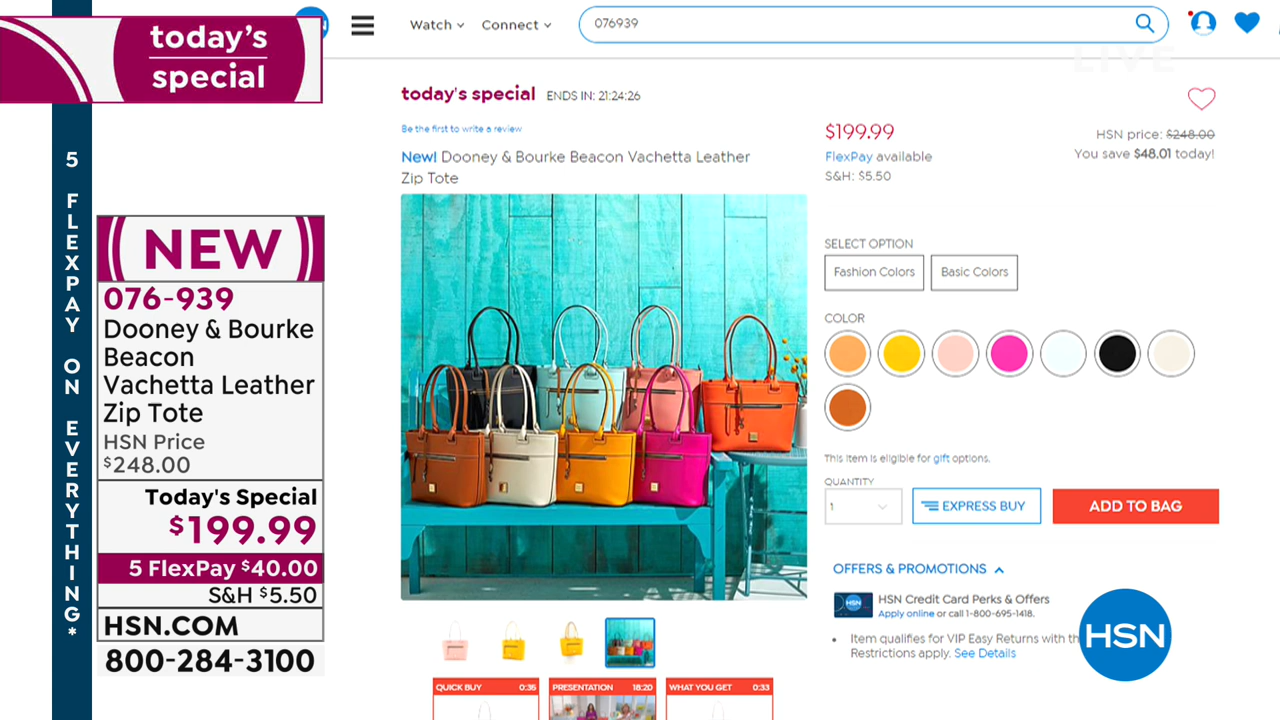 today's
special
5 FLEXPAY ON EVERYTHING*
NEW
076-939
Dooney & Bourke
Beacon
Vachetta Leather
Zip Tote
HSN Price
$248.00
Today's Special
$199.99
5 FlexPay $40.00
S&H $5.50
HSN.COM
800-284-3100
Watch
Connect
076939
LIVE
today's special ENDS IN: 21:24:26
Be the first to write a review
New! Dooney & Bourke Beacon Vachetta Leather
Zip Tote
$199.99
HSN price: $248.00
FlexPay available
You save $48.01 today!
S&H: $5.50
SELECT OPTION
Fashion Colors
Basic Colors
COLOR
This item is eligible for gift options.
QUANTITY
1
EXPRESS BUY
ADD TO BAG
OFFERS & PROMOTIONS
HSN
HSN Credit Card Perks & Offers
Apply online or call 1-800-695-1418.
Item qualifies for VIP Easy Returns with th
Restrictions apply. See Details
HSN
QUICK BUY 0:35
PRESENTATION 18:20
WHAT YOU GET 0:33